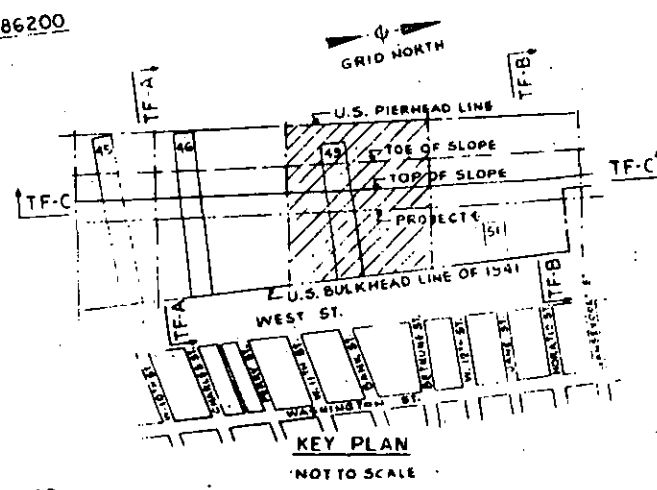 86200
GRID NORTH
TF-A
TF-B
U.S. PIERHEAD LINE
45
46
49
TOE OF SLOPE
TOP OF SLOPE
TF-C
TF-C'
PROJECT ℄
51
U.S. BULKHEAD LINE OF 1941
TF-A
TF-B
WEST ST.
W. 10TH ST.
CHARLES ST.
PERRY ST.
W. 11TH ST.
BANK ST.
BETHUNE ST.
W. 12TH ST.
JANE ST.
HORATIO ST.
WASHINGTON ST.
KEY PLAN
NOT TO SCALE